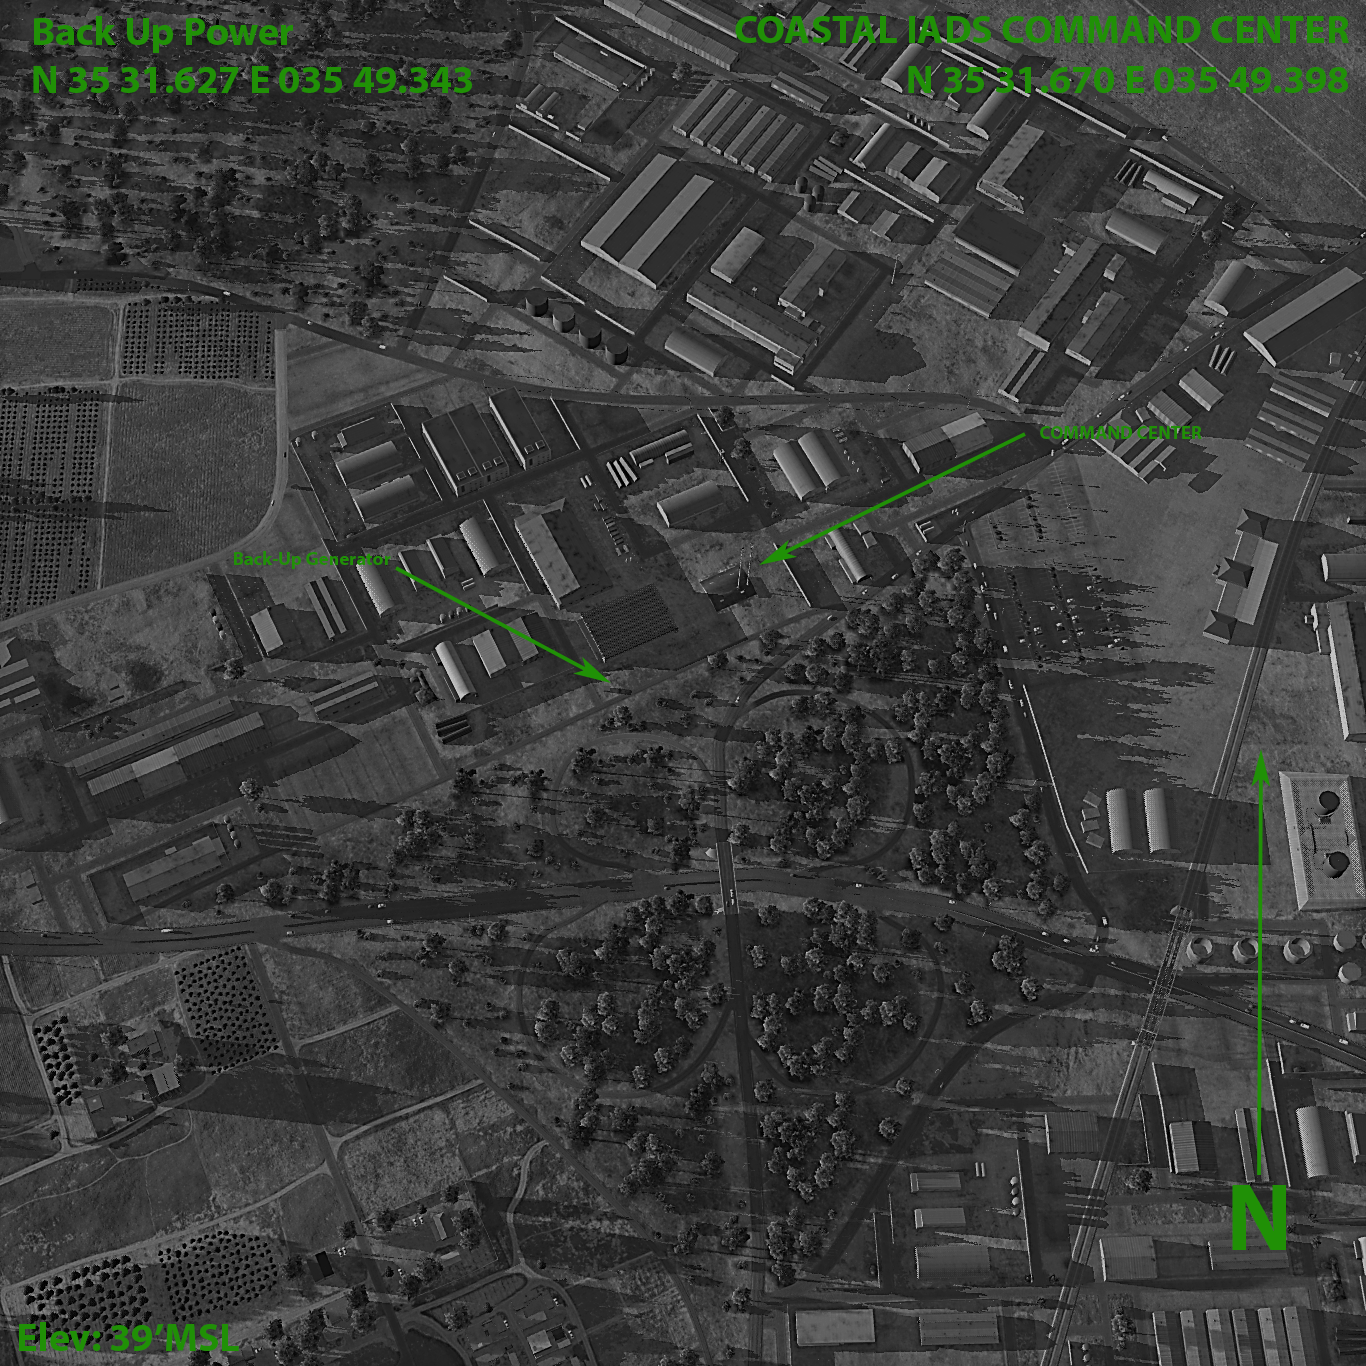 Back Up Power
N 35 31.627 E 035 49.343
COASTAL IADS COMMAND CENTER
N 35 31.670 E 035 49.398
COMMAND CENTER
Back-Up Generator
N
Elev: 39'MSL